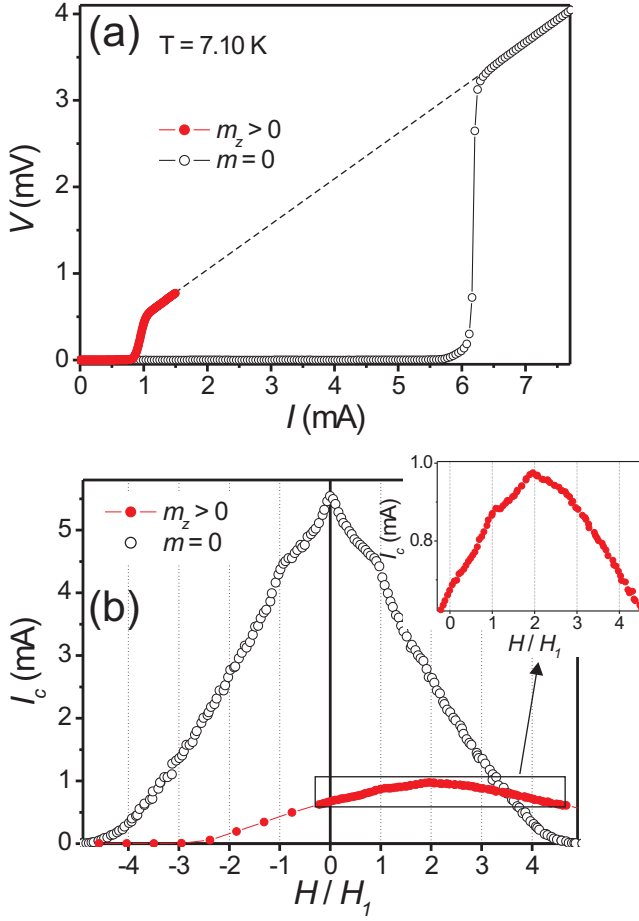 (a)
T = 7.10 K
m_z > 0
m = 0
V (mV)
4
3
2
1
0
0 1 2 3 4 5 6 7
I (mA)
(b)
m_z > 0
m = 0
I_c (mA)
5
4
3
2
1
0
-4 -3 -2 -1 0 1 2 3 4
H / H_1
I_c (mA)
1.0
0.8
0 1 2 3 4
H / H_1